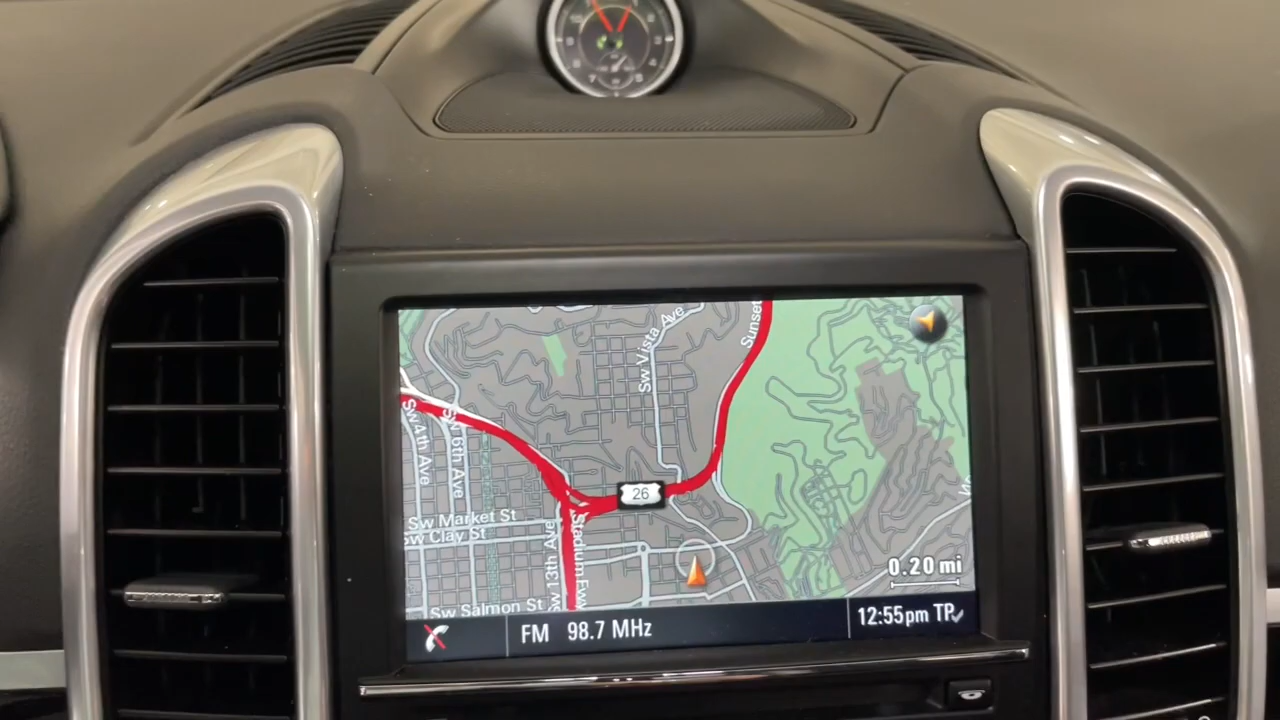 Sunset
Sw Vista Ave
Sw 4th Ave
Sw 6th Ave
26
Sw Market St
Sw Clay St
Sw 13th Ave
Stadium Fwy
0.20 mi
Sw Salmon St
FM 98.7 MHz
12:55pm TP